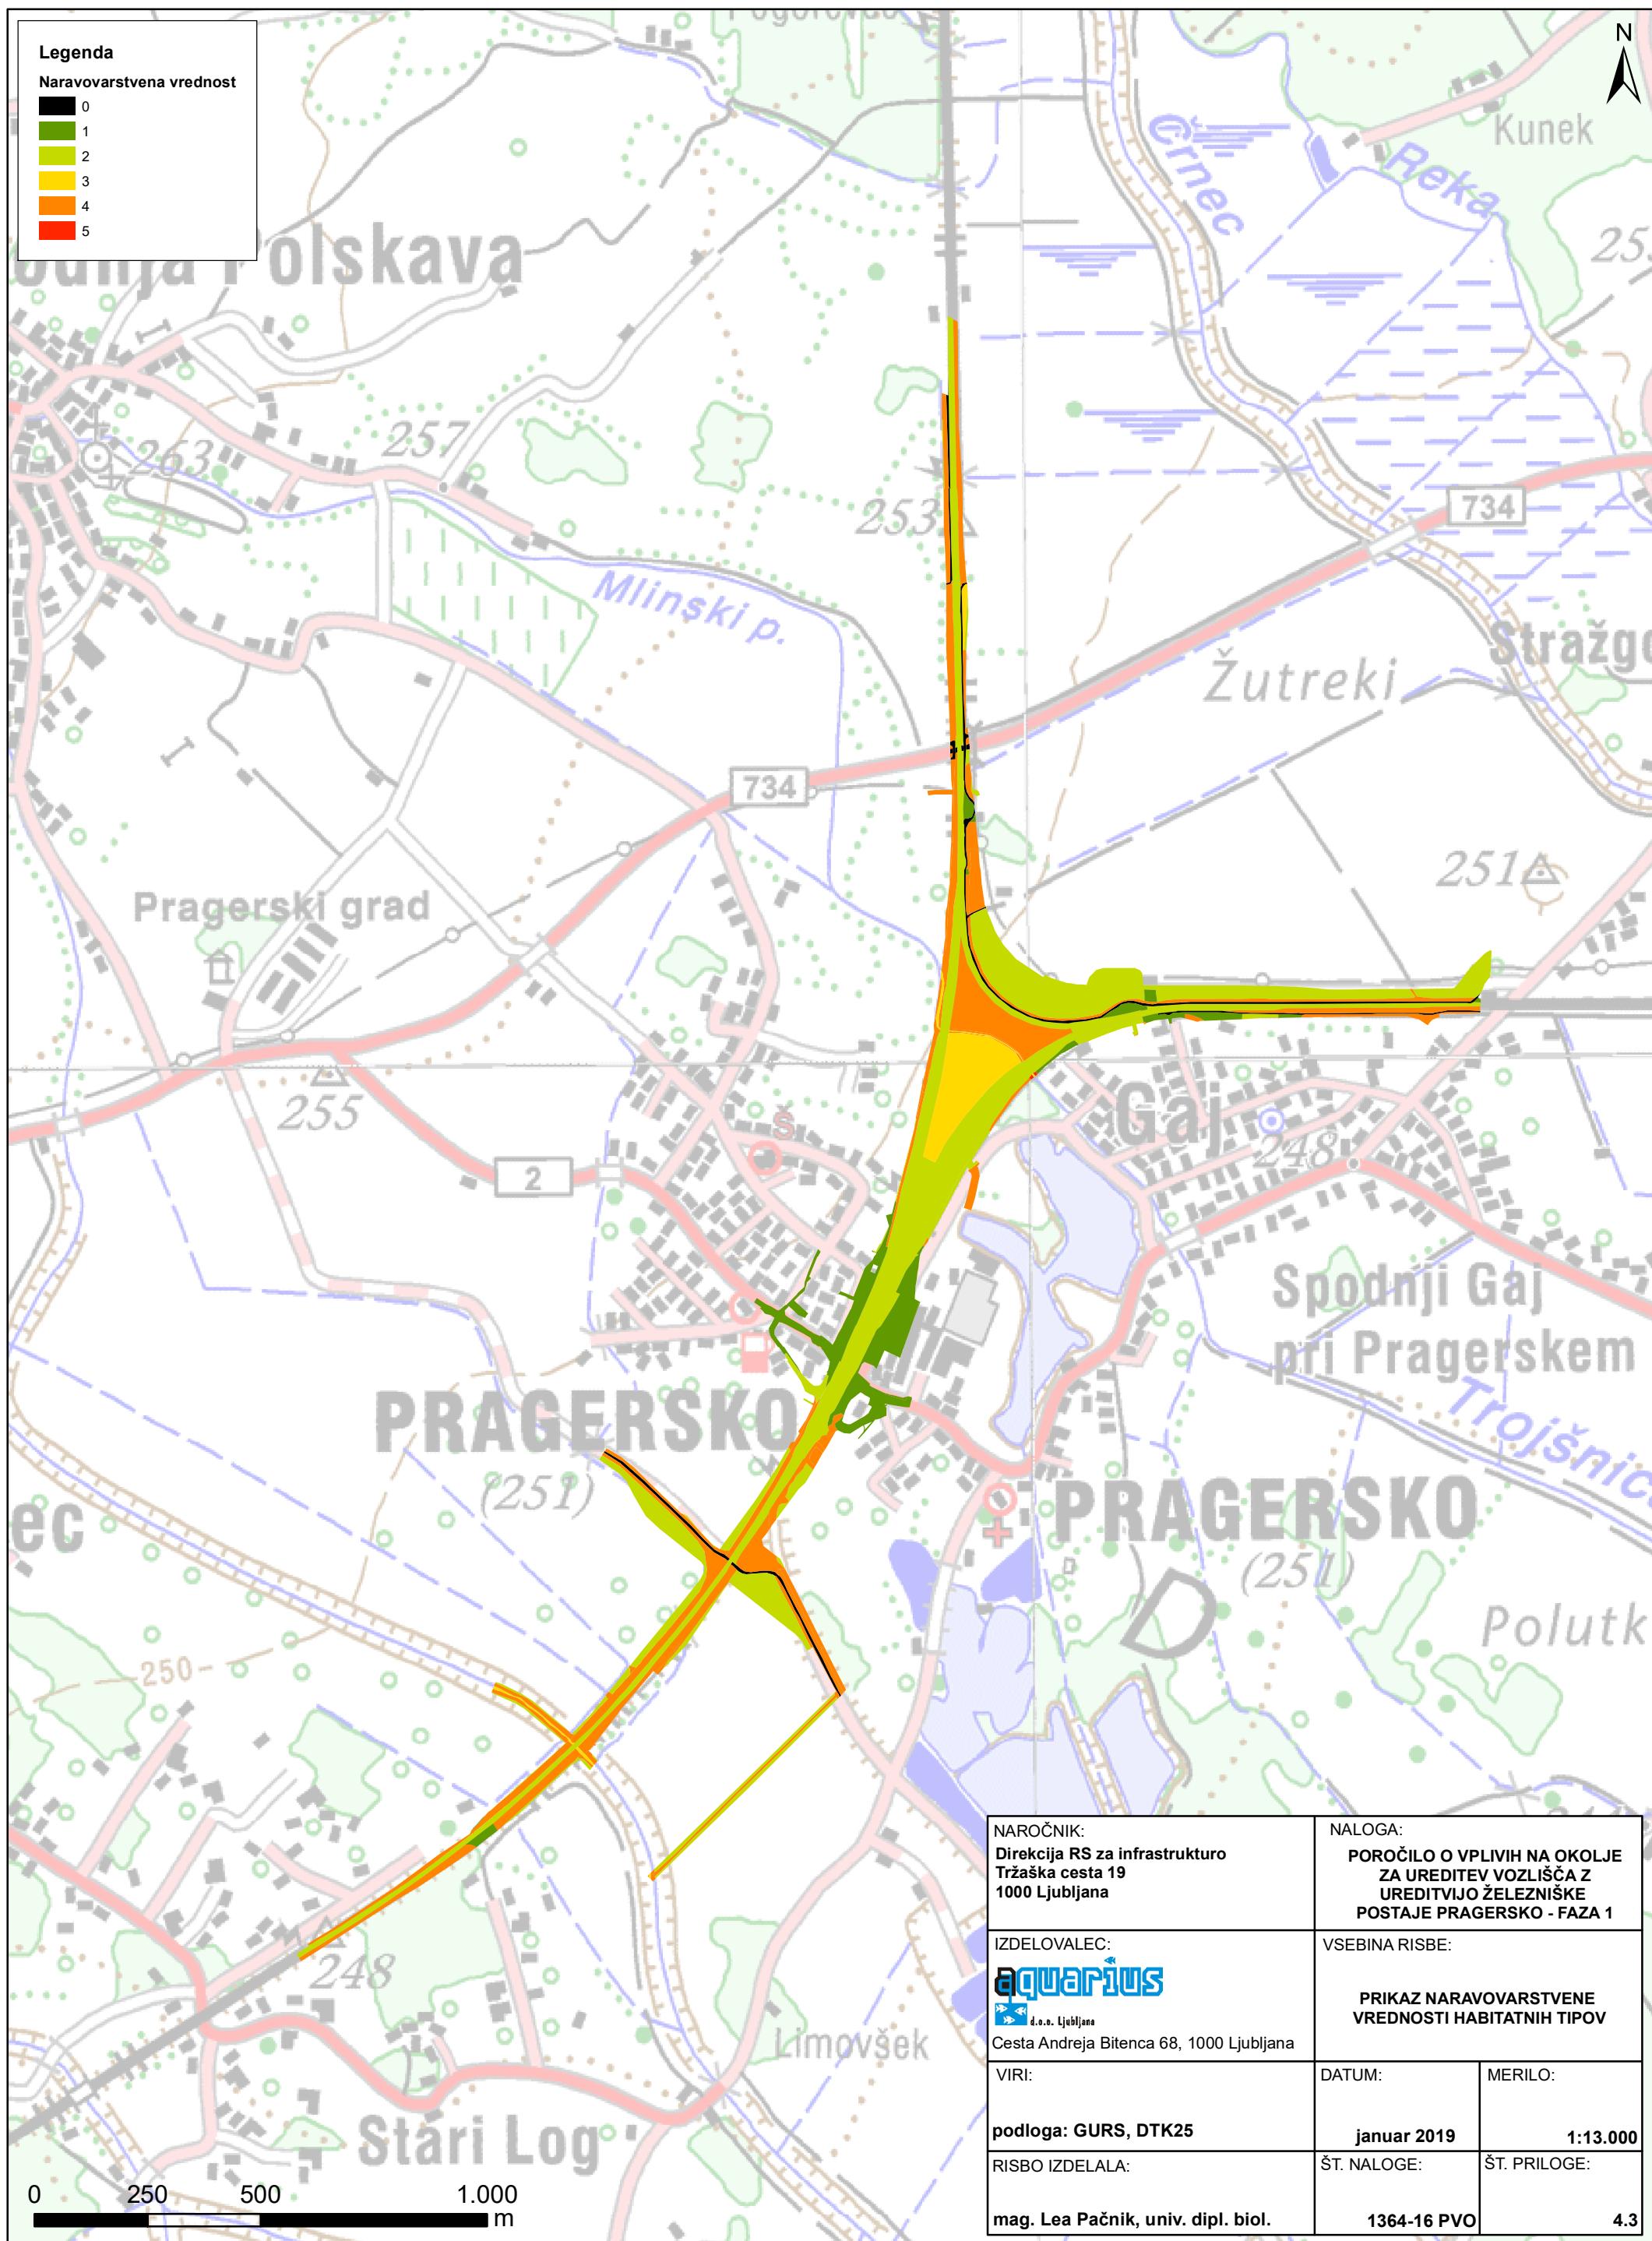 Legenda
Naravovarstvena vrednost
0
1
2
3
4
5
N
Kunek
Črnec
Reka
Polskava
263
257
253
734
Mlinski p.
Žutreki
734
251
Pragerski grad
255
Š
2
Gaj
248
Spodnji Gaj
pri Pragerskem
PRAGERSKO
(251)
Trojšnic
PRAGERSKO
(251)
ec
D
Polutk
250
248
Limovšek
Stari Log
0 250 500 1.000
m
NAROČNIK:
Direkcija RS za infrastrukturo
Tržaška cesta 19
1000 Ljubljana
NALOGA:
POROČILO O VPLIVIH NA OKOLJE
ZA UREDITEV VOZLIŠČA Z
UREDITVIJO ŽELEZNIŠKE
POSTAJE PRAGERSKO - FAZA 1
IZDELOVALEC:
aquarius
d.o.o. Ljubljana
Cesta Andreja Bitenca 68, 1000 Ljubljana
VSEBINA RISBE:
PRIKAZ NARAVOVARSTVENE
VREDNOSTI HABITATNIH TIPOV
VIRI:
podloga: GURS, DTK25
DATUM:
januar 2019
MERILO:
1:13.000
RISBO IZDELALA:
mag. Lea Pačnik, univ. dipl. biol.
ŠT. NALOGE:
1364-16 PVO
ŠT. PRILOGE:
4.3